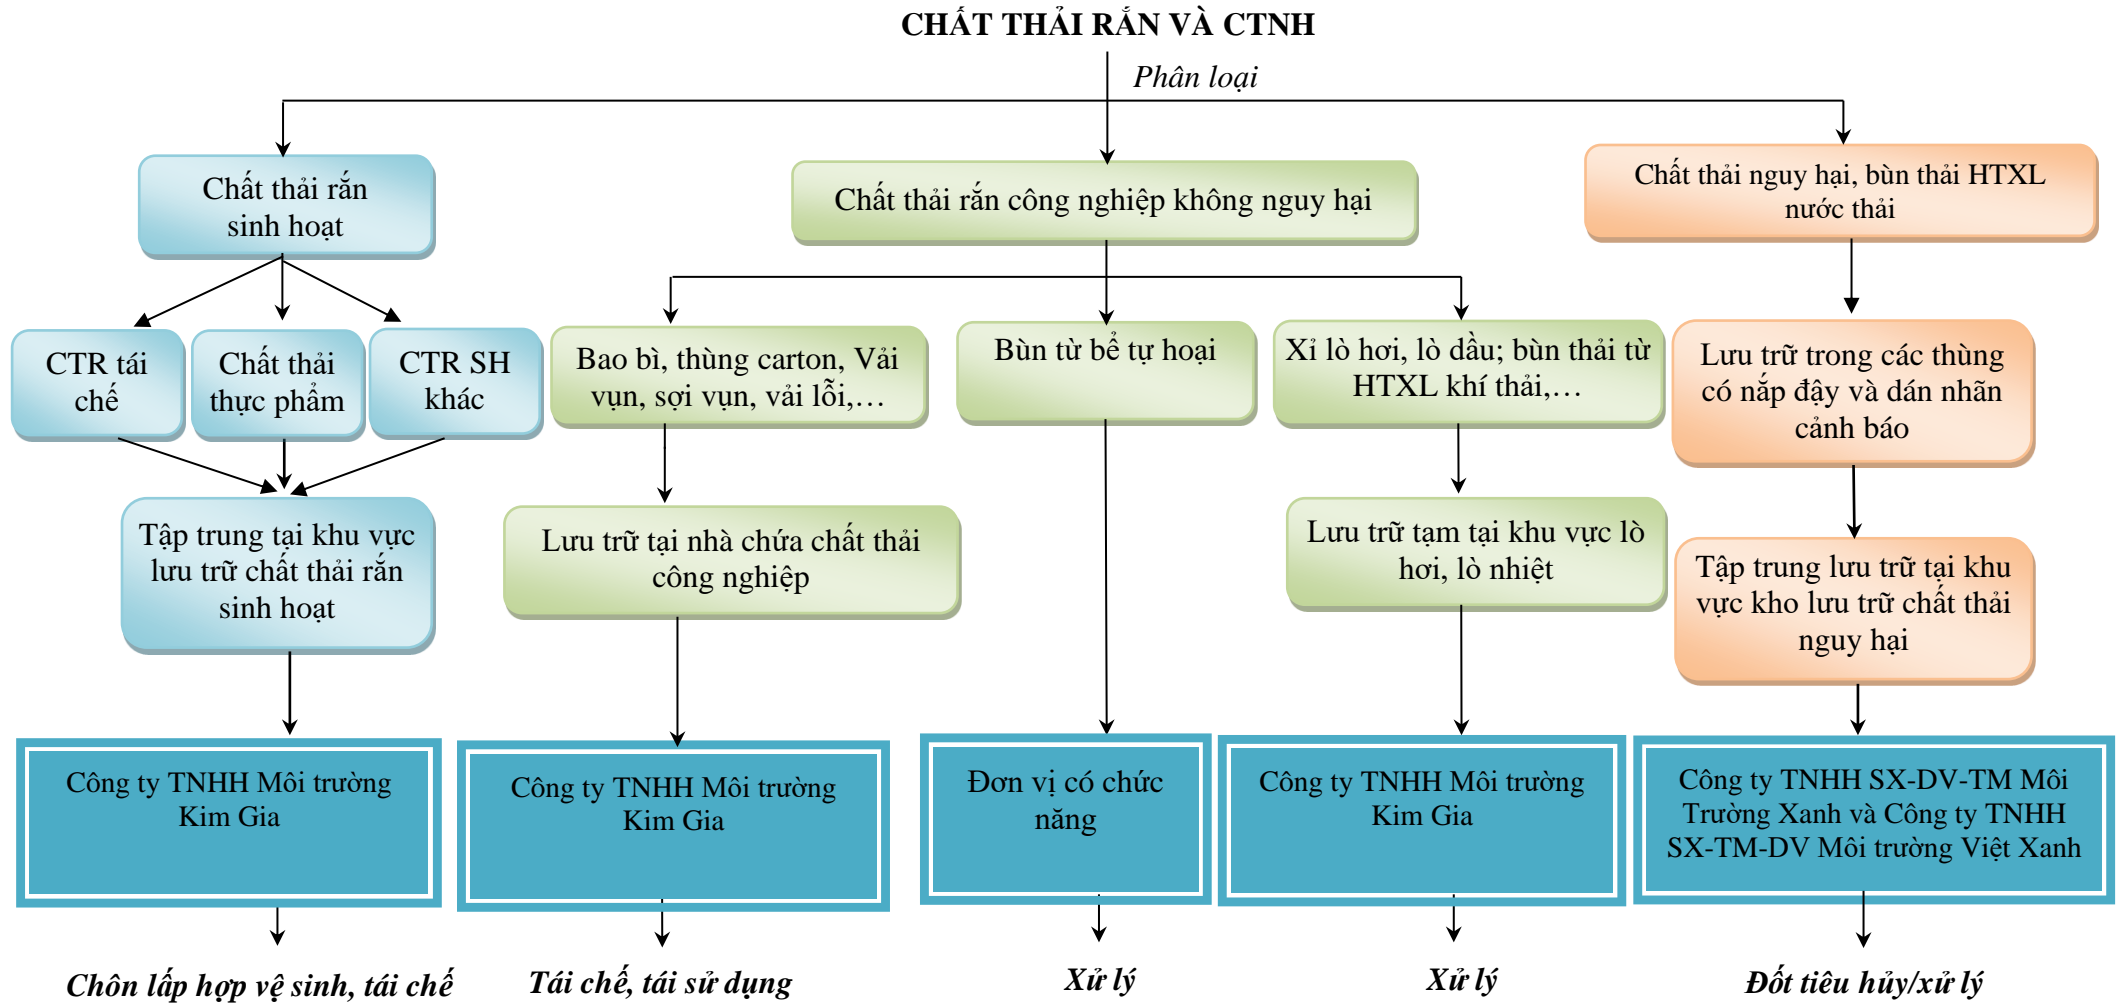 CHẤT THẢI RẮN VÀ CTNH
Phân loại
Chất thải rắn
sinh hoạt
Chất thải rắn công nghiệp không nguy hại
Chất thải nguy hại, bùn thải HTXL
nước thải
CTR tái
chế
Chất thải
thực phẩm
CTR SH
khác
Bao bì, thùng carton, Vải
vụn, sợi vụn, vải lỗi,…
Bùn từ bể tự hoại
Xỉ lò hơi, lò dầu; bùn thải từ
HTXL khí thải,…
Lưu trữ trong các thùng
có nắp đậy và dán nhãn
cảnh báo
Tập trung tại khu vực
lưu trữ chất thải rắn
sinh hoạt
Lưu trữ tại nhà chứa chất thải
công nghiệp
Lưu trữ tạm tại khu vực lò
hơi, lò nhiệt
Tập trung lưu trữ tại khu
vực kho lưu trữ chất thải
nguy hại
Công ty TNHH Môi trường
Kim Gia
Công ty TNHH Môi trường
Kim Gia
Đơn vị có chức
năng
Công ty TNHH Môi trường
Kim Gia
Công ty TNHH SX-DV-TM Môi
Trường Xanh và Công ty TNHH
SX-TM-DV Môi trường Việt Xanh
Chôn lấp hợp vệ sinh, tái chế
Tái chế, tái sử dụng
Xử lý
Xử lý
Đốt tiêu hủy/xử lý